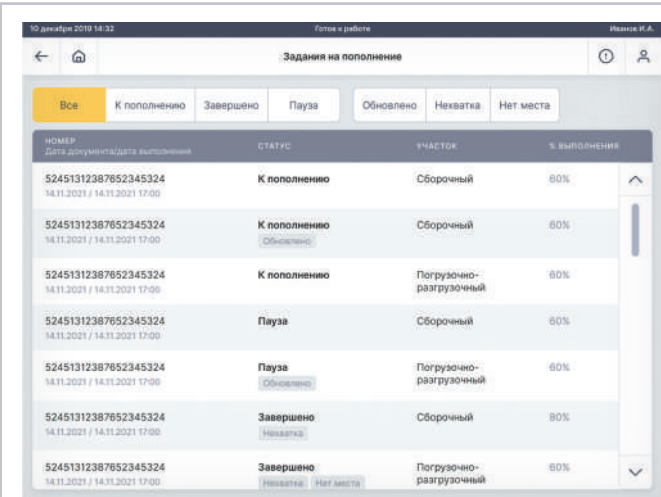 10 декабря 2019 14:32
Готов к работе
Иванов И.А.
Задания на пополнение
Все
К пополнению
Завершено
Пауза
Обновлено
Нехватка
Нет места
НОМЕР
Дата документа/дата выполнения
СТАТУС
УЧАСТОК
% ВЫПОЛНЕНИЯ
52451312387652345324
14.11.2021 / 14.11.2021 17:00
К пополнению
Сборочный
60%
52451312387652345324
14.11.2021 / 14.11.2021 17:00
К пополнению
Обновлено
Сборочный
60%
52451312387652345324
14.11.2021 / 14.11.2021 17:00
К пополнению
Погрузочно-
разгрузочный
60%
52451312387652345324
14.11.2021 / 14.11.2021 17:00
Пауза
Сборочный
60%
52451312387652345324
14.11.2021 / 14.11.2021 17:00
Пауза
Обновлено
Погрузочно-
разгрузочный
60%
52451312387652345324
14.11.2021 / 14.11.2021 17:00
Завершено
Нехватка
Сборочный
80%
52451312387652345324
14.11.2021 / 14.11.2021 17:00
Завершено
Нехватка
Нет места
Погрузочно-
разгрузочный
60%